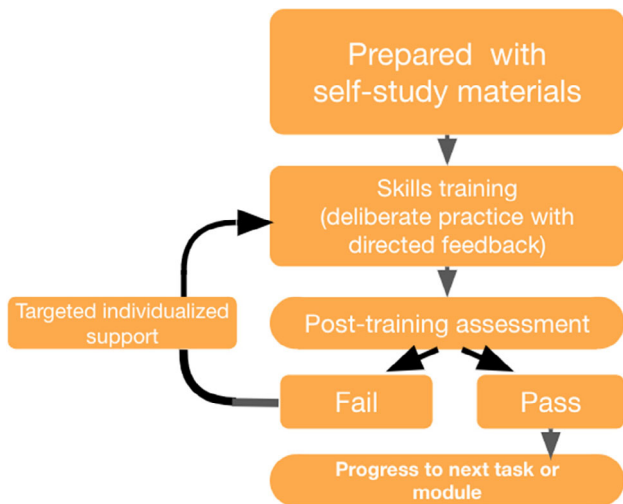 Prepared with
self-study materials
Skills training
(deliberate practice with
directed feedback)
Targeted individualized
support
Post-training assessment
Fail
Pass
Progress to next task or
module